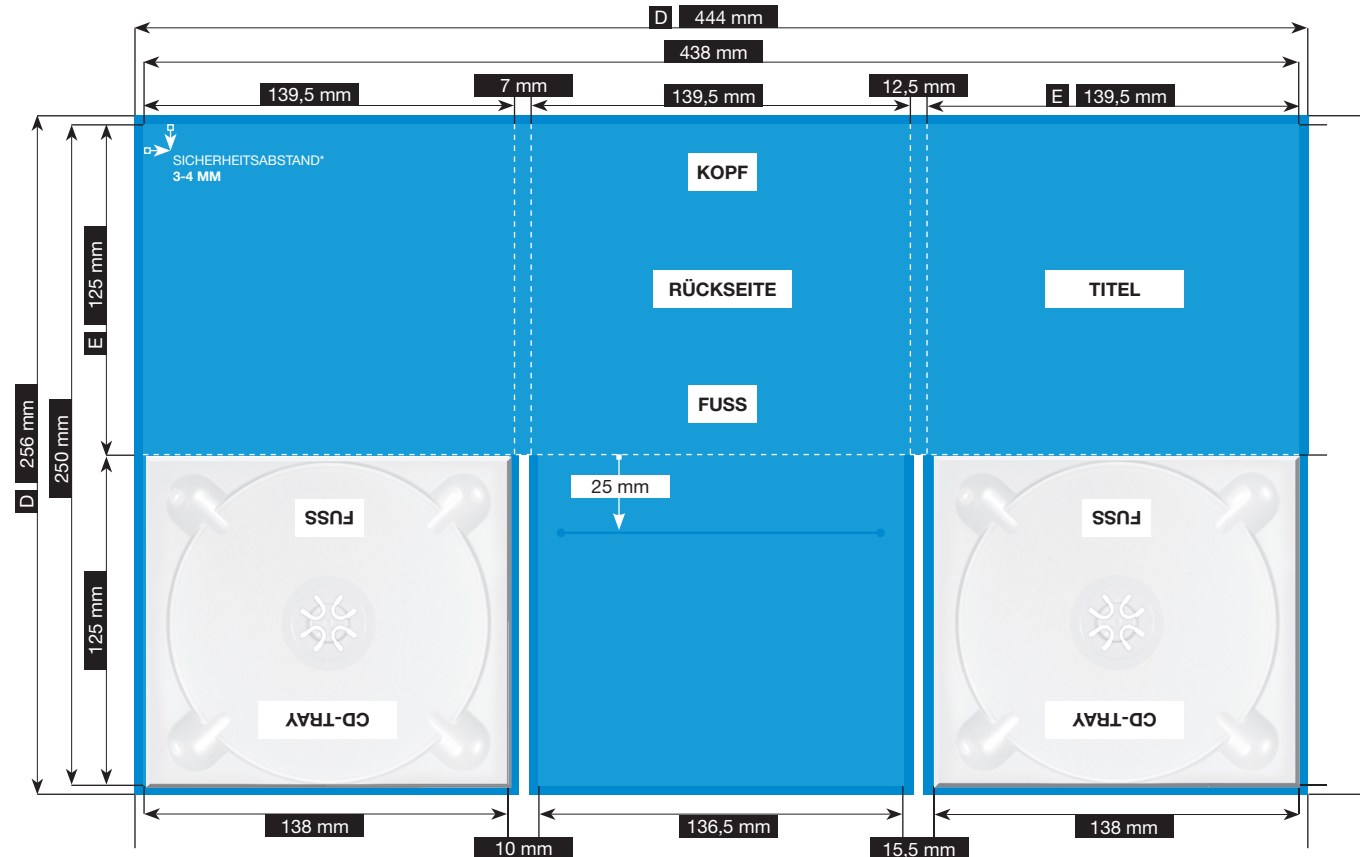 D 444 mm
438 mm
139,5 mm
7 mm
139,5 mm
12,5 mm
E 139,5 mm
SICHERHEITSABSTAND*
3-4 MM
KOPF
RÜCKSEITE
TITEL
FUSS
D 256 mm
250 mm
E 125 mm
125 mm
25 mm
FUSS
CD-TRAY
FUSS
CD-TRAY
138 mm
10 mm
136,5 mm
15,5 mm
138 mm